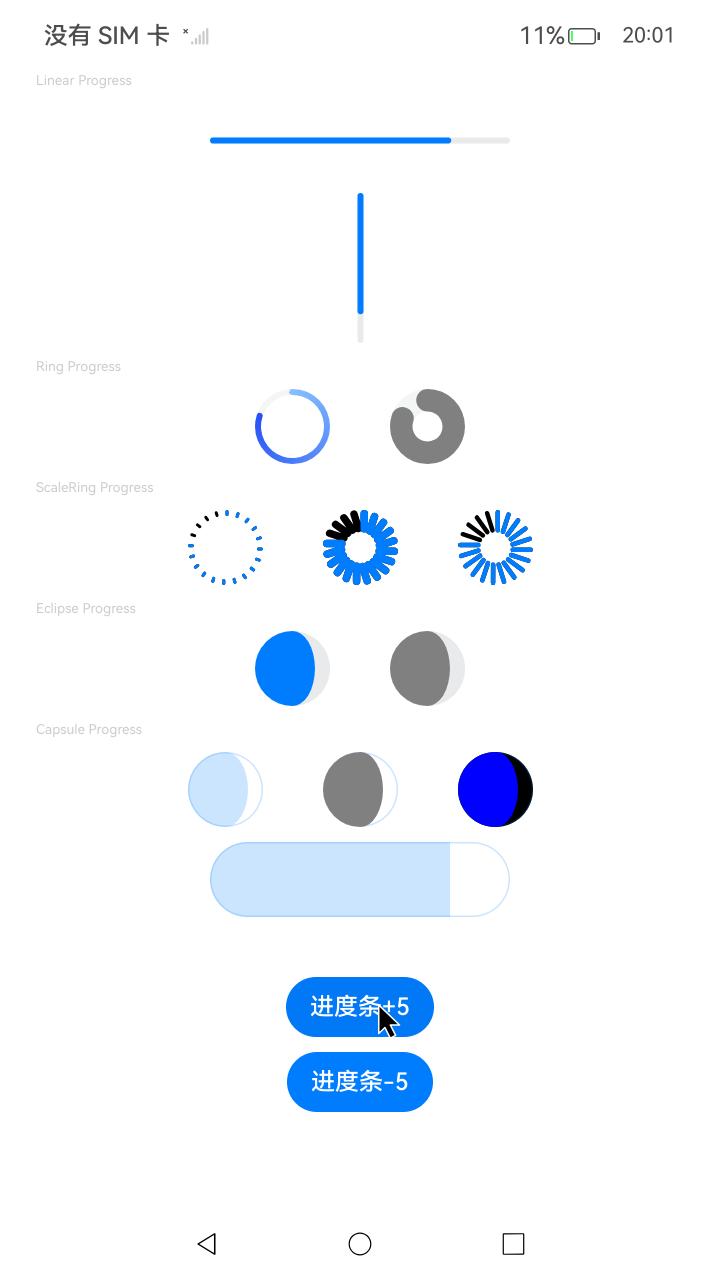 没有 SIM 卡 11% 20:01
Linear Progress
Ring Progress
ScaleRing Progress
Eclipse Progress
Capsule Progress
进度条+5
进度条-5